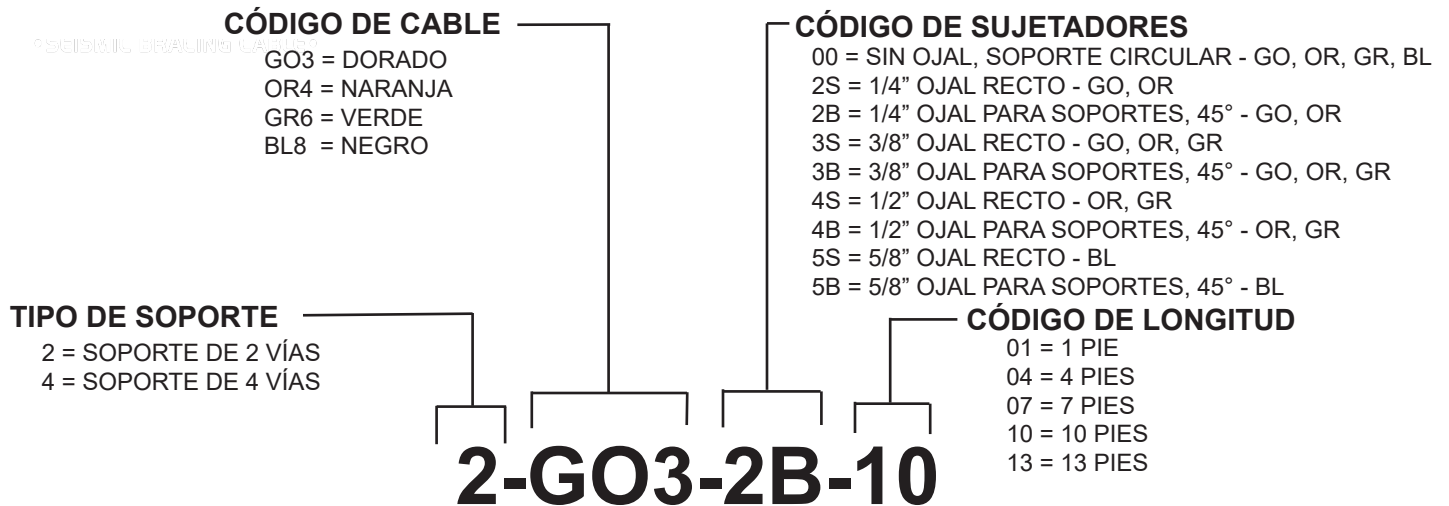 CÓDIGO DE CABLE
GO3 = DORADO
OR4 = NARANJA
GR6 = VERDE
BL8 = NEGRO
CÓDIGO DE SUJETADORES
00 = SIN OJAL, SOPORTE CIRCULAR - GO, OR, GR, BL
2S = 1/4” OJAL RECTO - GO, OR
2B = 1/4” OJAL PARA SOPORTES, 45° - GO, OR
3S = 3/8” OJAL RECTO - GO, OR, GR
3B = 3/8” OJAL PARA SOPORTES, 45° - GO, OR, GR
4S = 1/2” OJAL RECTO - OR, GR
4B = 1/2” OJAL PARA SOPORTES, 45° - OR, GR
5S = 5/8” OJAL RECTO - BL
5B = 5/8” OJAL PARA SOPORTES, 45° - BL
TIPO DE SOPORTE
2 = SOPORTE DE 2 VÍAS
4 = SOPORTE DE 4 VÍAS
CÓDIGO DE LONGITUD
01 = 1 PIE
04 = 4 PIES
07 = 7 PIES
10 = 10 PIES
13 = 13 PIES
2-GO3-2B-10